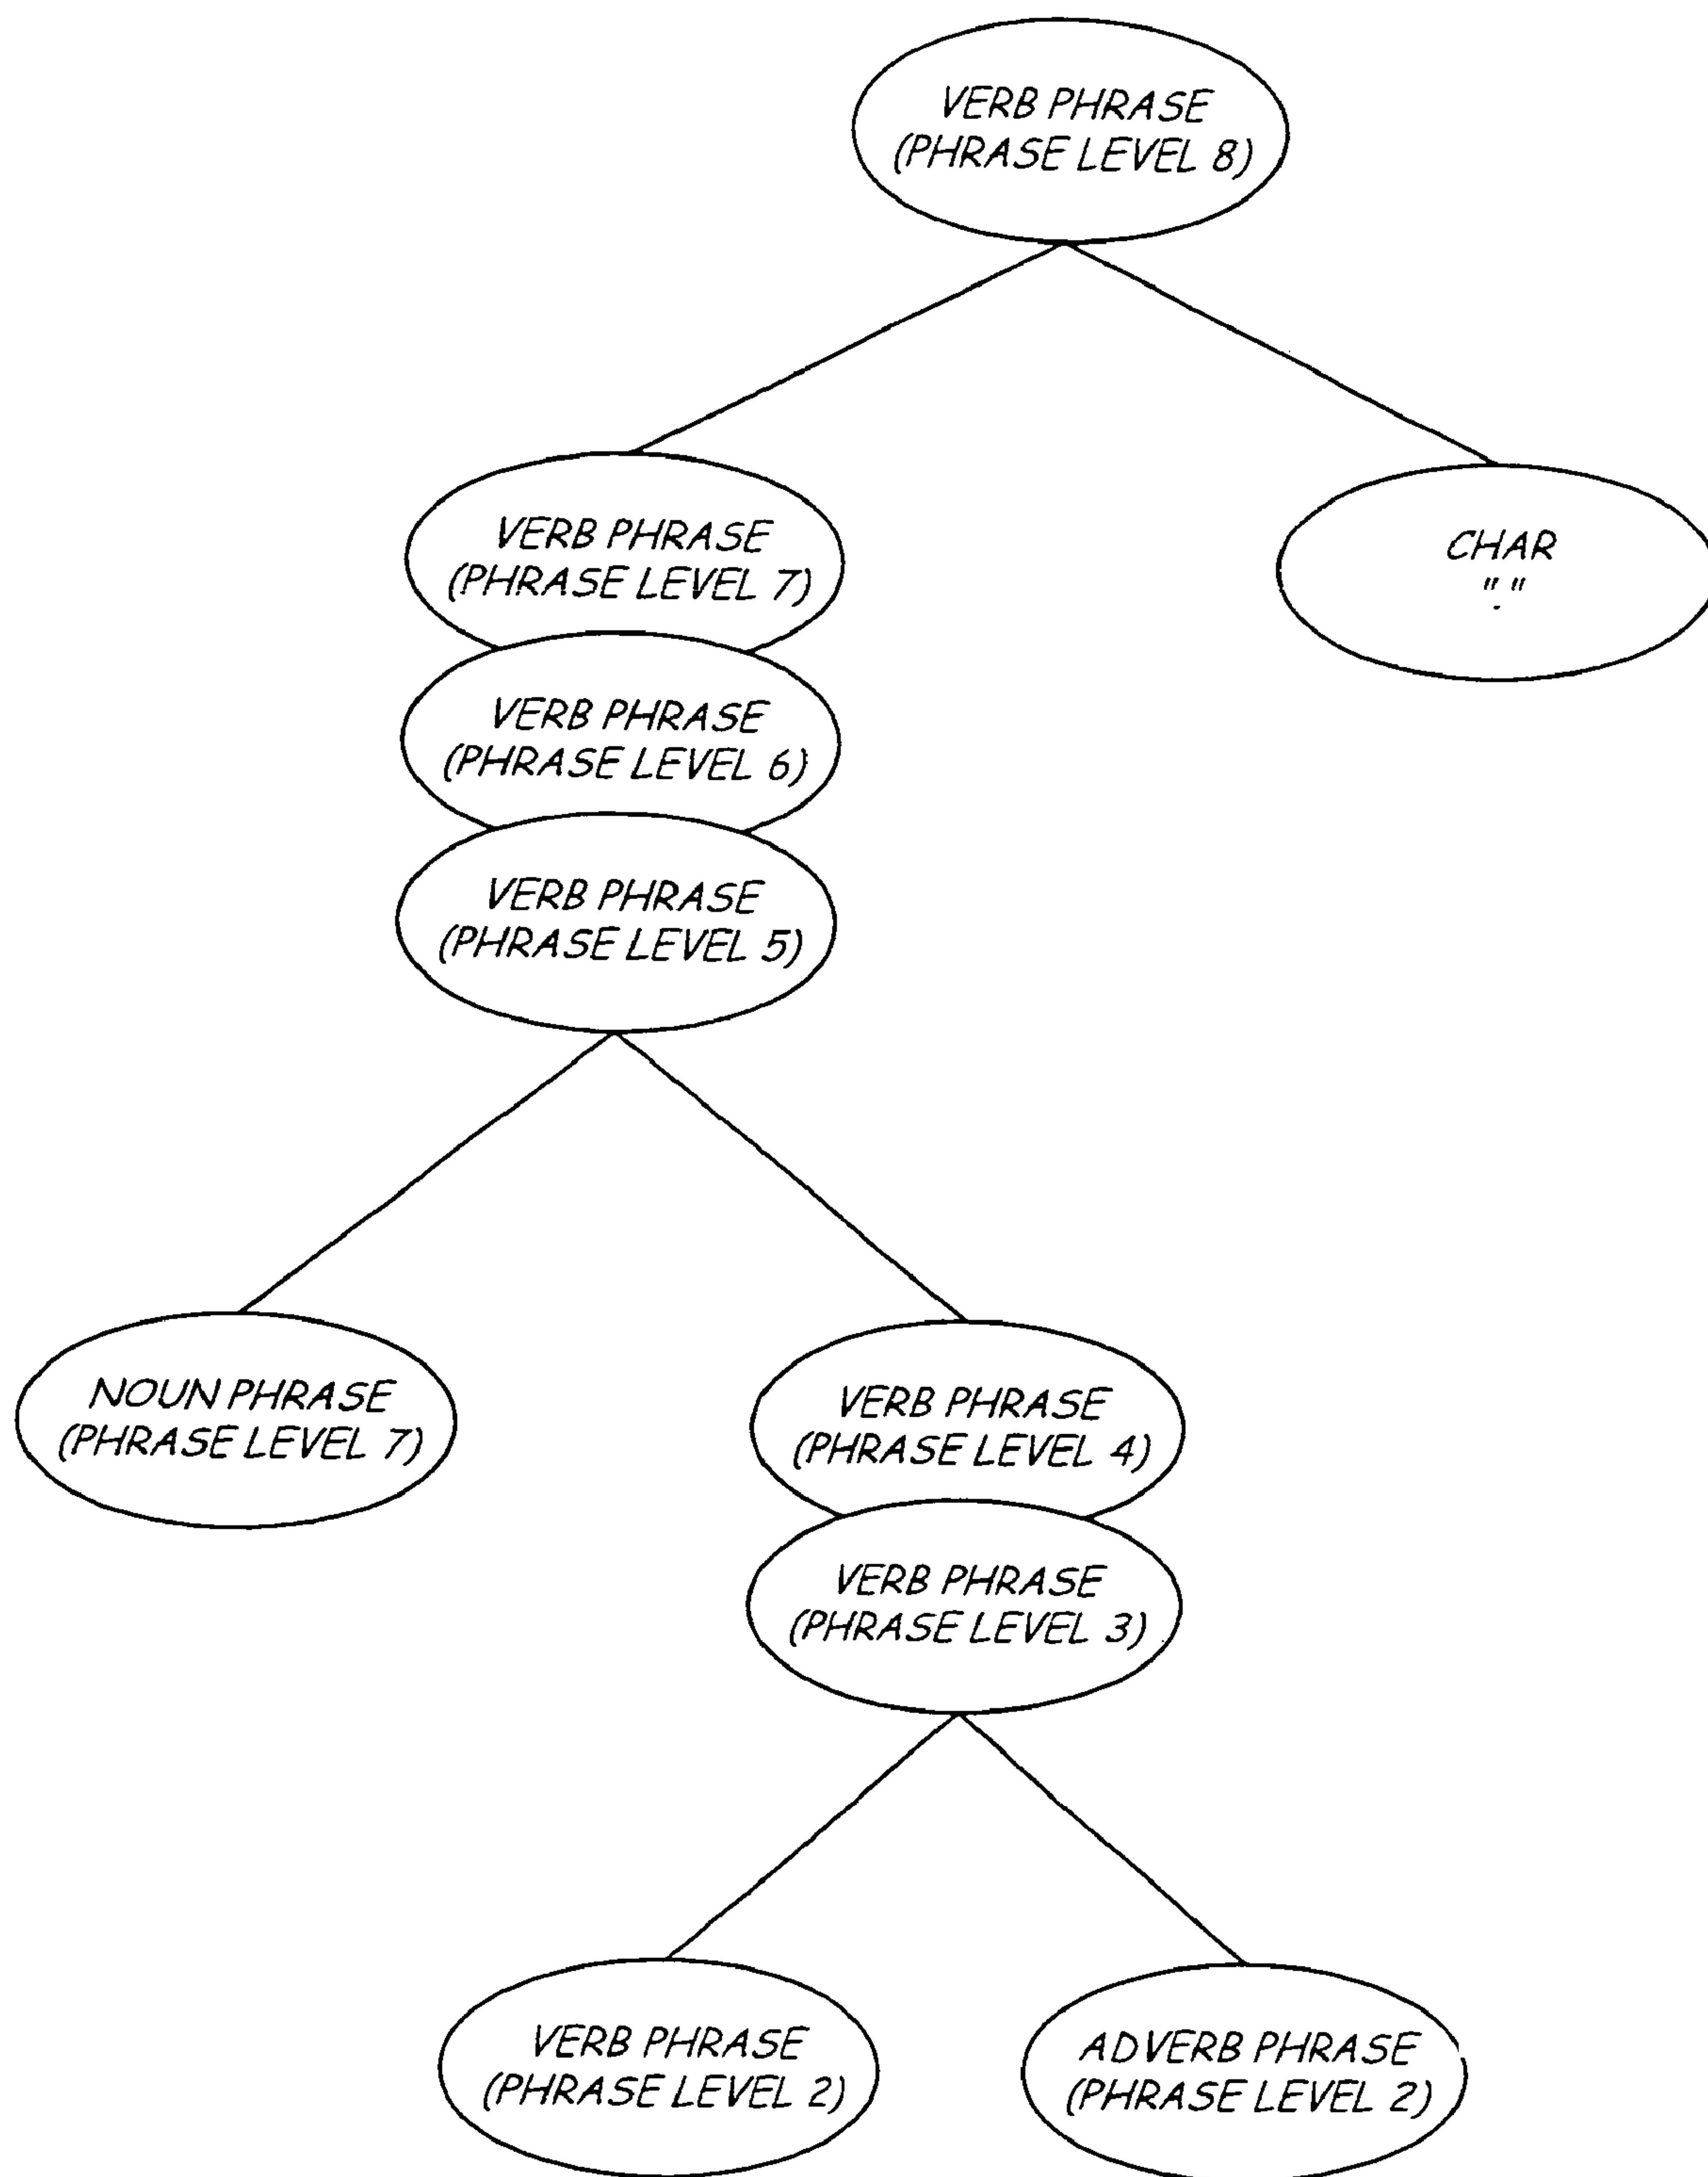 VERB PHRASE
(PHRASE LEVEL 8)
VERB PHRASE
(PHRASE LEVEL 7)
CHAR
"."
VERB PHRASE
(PHRASE LEVEL 6)
VERB PHRASE
(PHRASE LEVEL 5)
NOUN PHRASE
(PHRASE LEVEL 7)
VERB PHRASE
(PHRASE LEVEL 4)
VERB PHRASE
(PHRASE LEVEL 3)
VERB PHRASE
(PHRASE LEVEL 2)
ADVERB PHRASE
(PHRASE LEVEL 2)